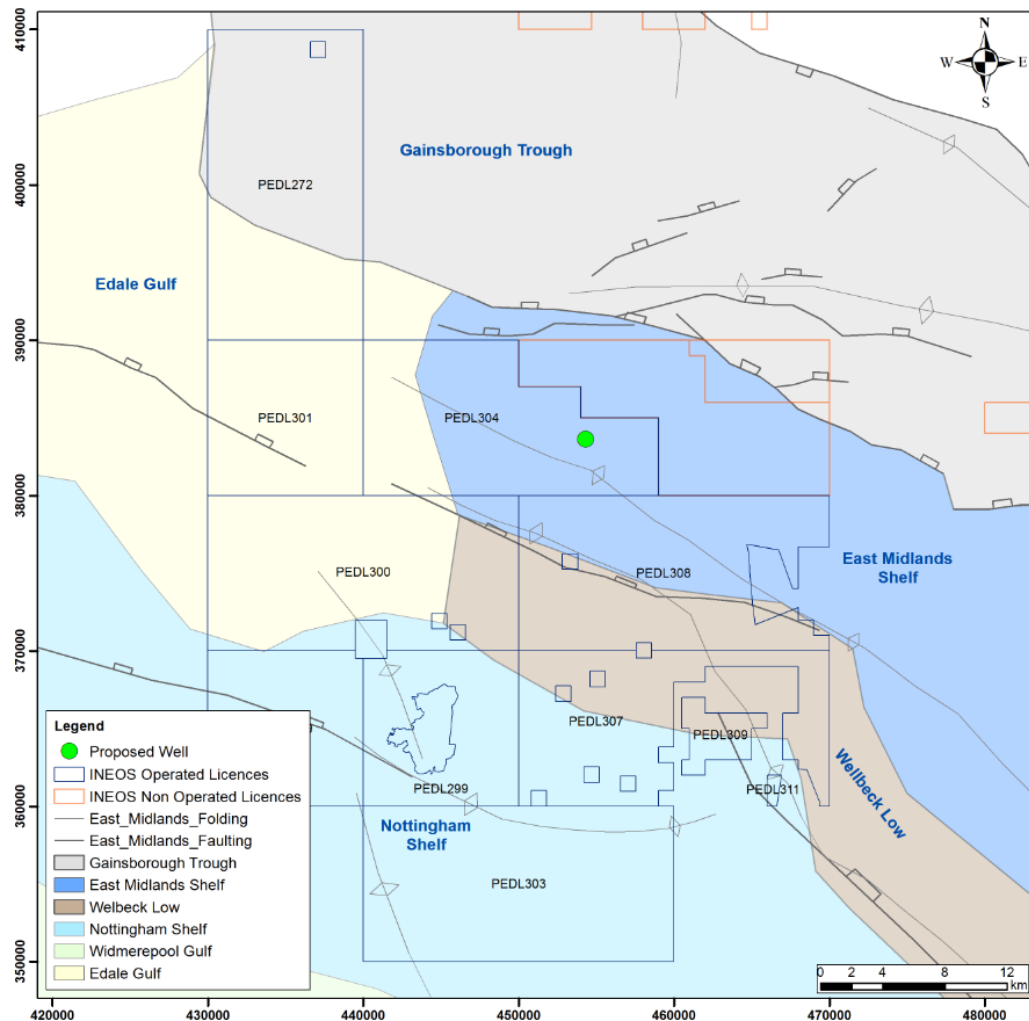 410000
N
W
E
S
Gainsborough Trough
400000
PEDL272
Edale Gulf
390000
PEDL301
PEDL304
380000
East Midlands
Shelf
PEDL300
PEDL308
370000
PEDL307
PEDL309
PEDL299
PEDL311
Wellbeck Low
360000
Nottingham
Shelf
PEDL303
350000
Legend
Proposed Well
INEOS Operated Licences
INEOS Non Operated Licences
East_Midlands_Folding
East_Midlands_Faulting
Gainsborough Trough
East Midlands Shelf
Welbeck Low
Nottingham Shelf
Widmerepool Gulf
Edale Gulf
0 2 4 8 12
km
420000 430000 440000 450000 460000 470000 480000